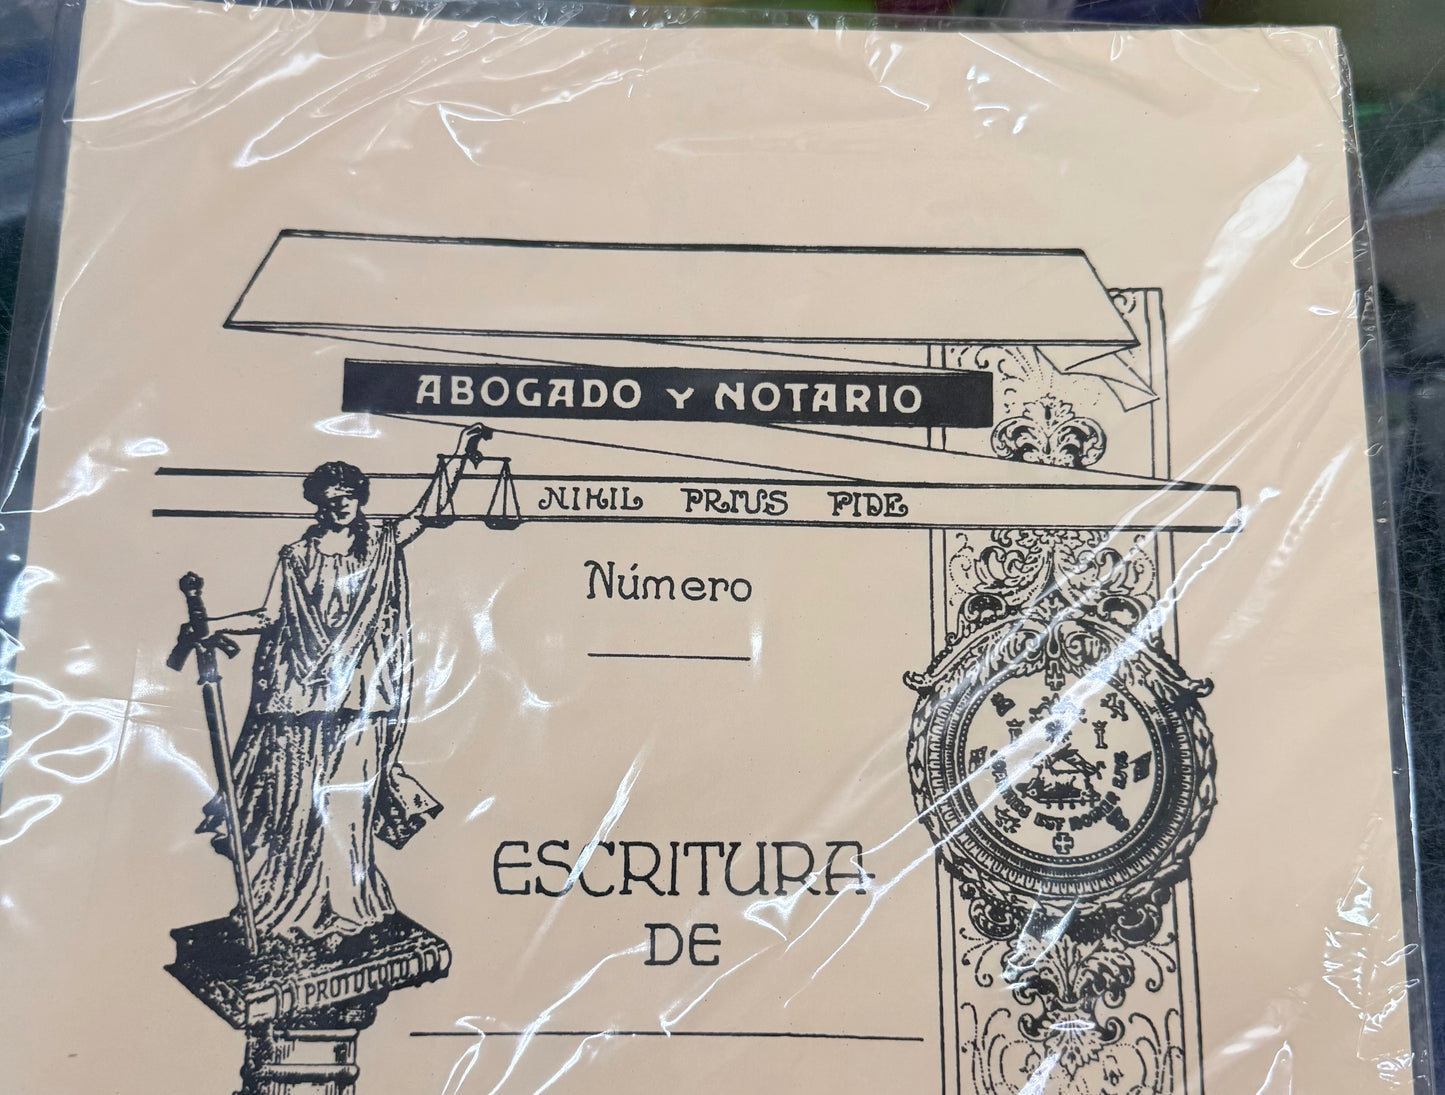 ABOGADO Y NOTARIO
NIHIL PRIUS FIDE
Número
ESCRITURA
DE
PROTOCOLO